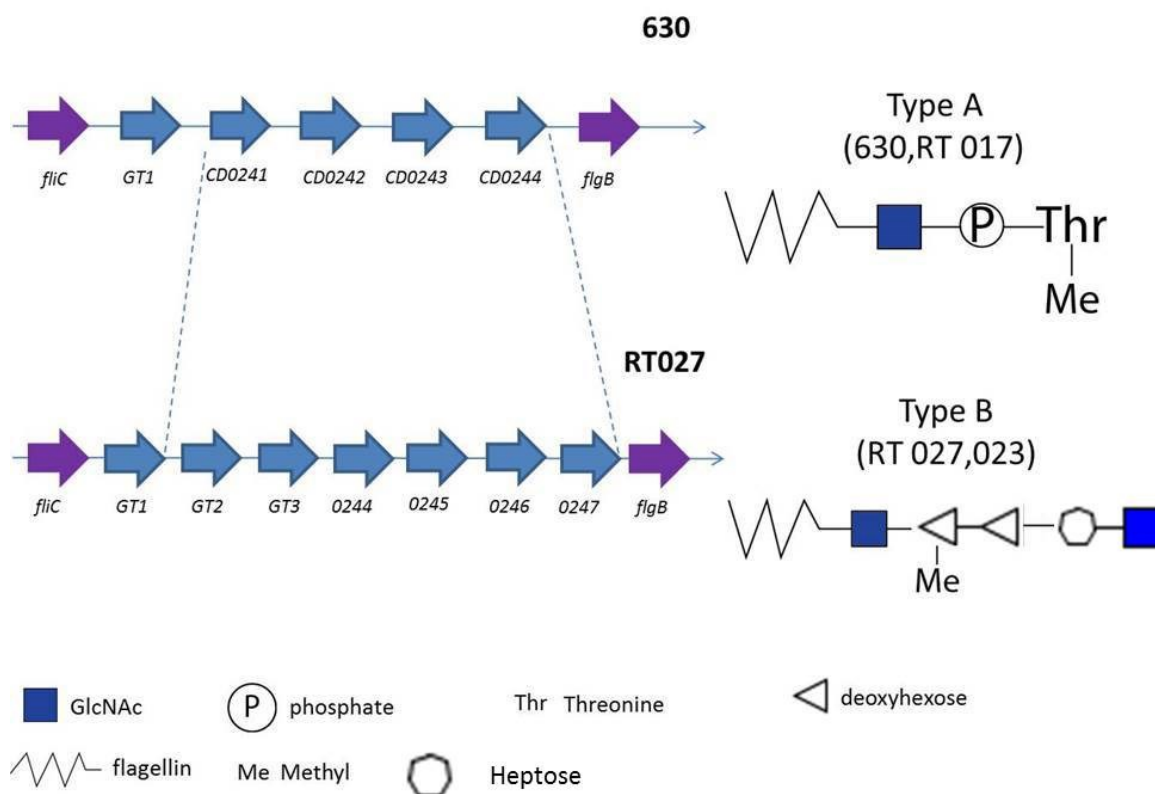 630
fliC GT1 CD0241 CD0242 CD0243 CD0244 flgB
Type A
(630,RT 017)
P Thr
Me
RT027
fliC GT1 GT2 GT3 0244 0245 0246 0247 flgB
Type B
(RT 027,023)
Me
GlcNAc P phosphate Thr Threonine deoxyhexose
flagellin Me Methyl Heptose